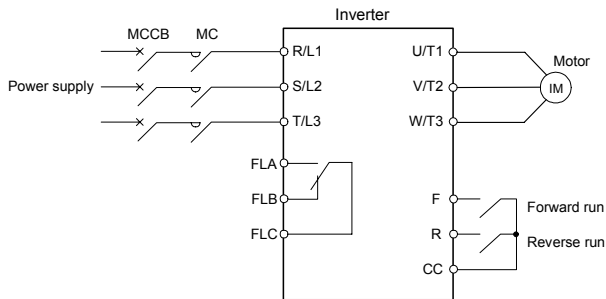 Inverter
MCCB MC
R/L1 U/T1
Motor
Power supply S/L2 V/T2 IM
T/L3 W/T3
FLA
FLB F Forward run
FLC R Reverse run
CC